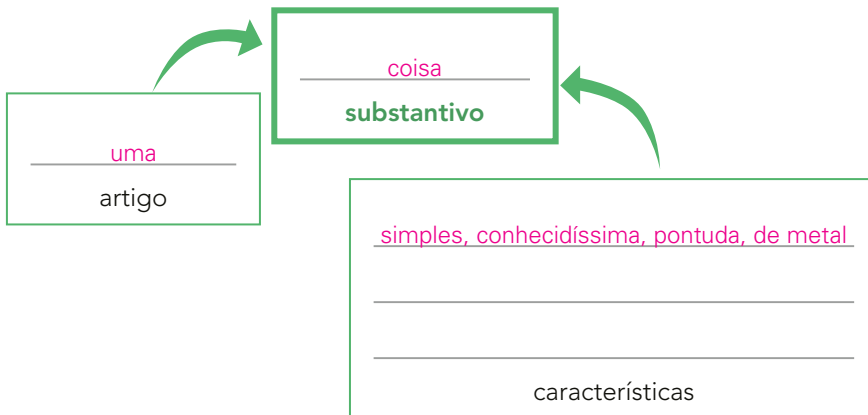 coisa
substantivo
uma
artigo
simples, conhecidíssima, pontuda, de metal
características